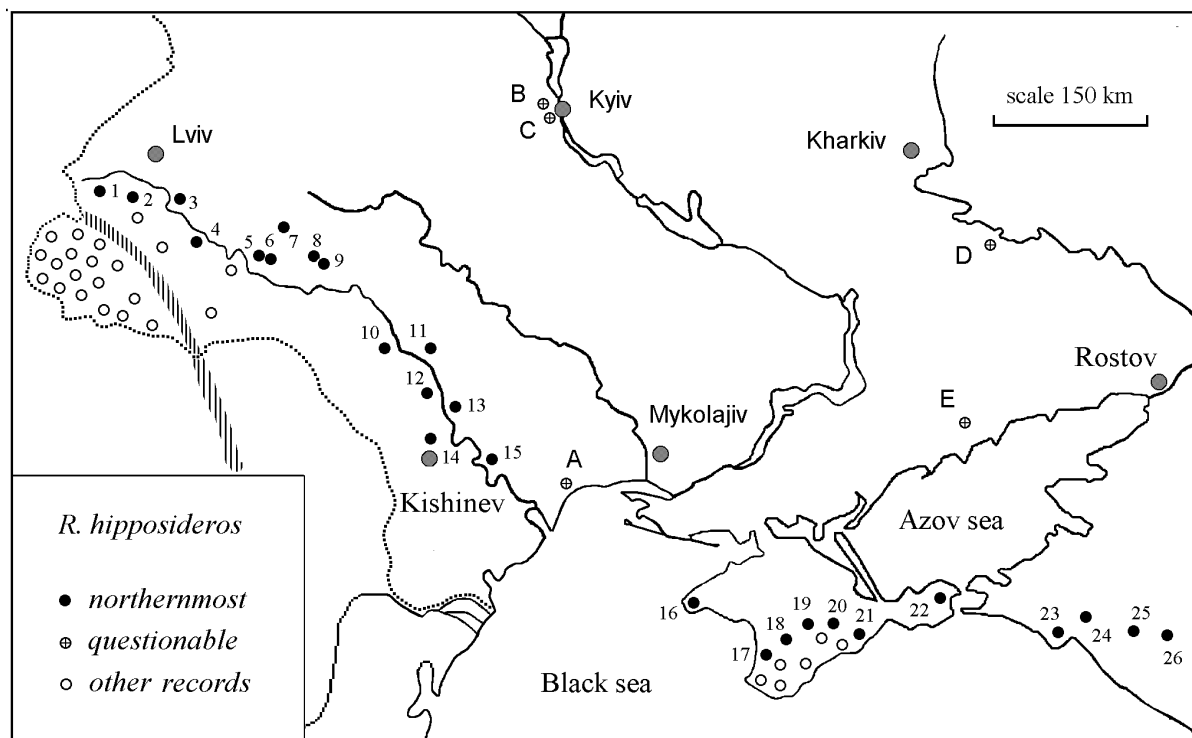 B
Kyiv
C
scale 150 km
Lviv
Kharkiv
1
2
3
4
5
6
7
8
9
D
10
11
12
13
14
15
Kishinev
A
Mykolajiv
E
Rostov
Azov sea
R. hipposideros
northernmost
questionable
other records
16
17
18
19
20
21
22
23
24
25
26
Black sea